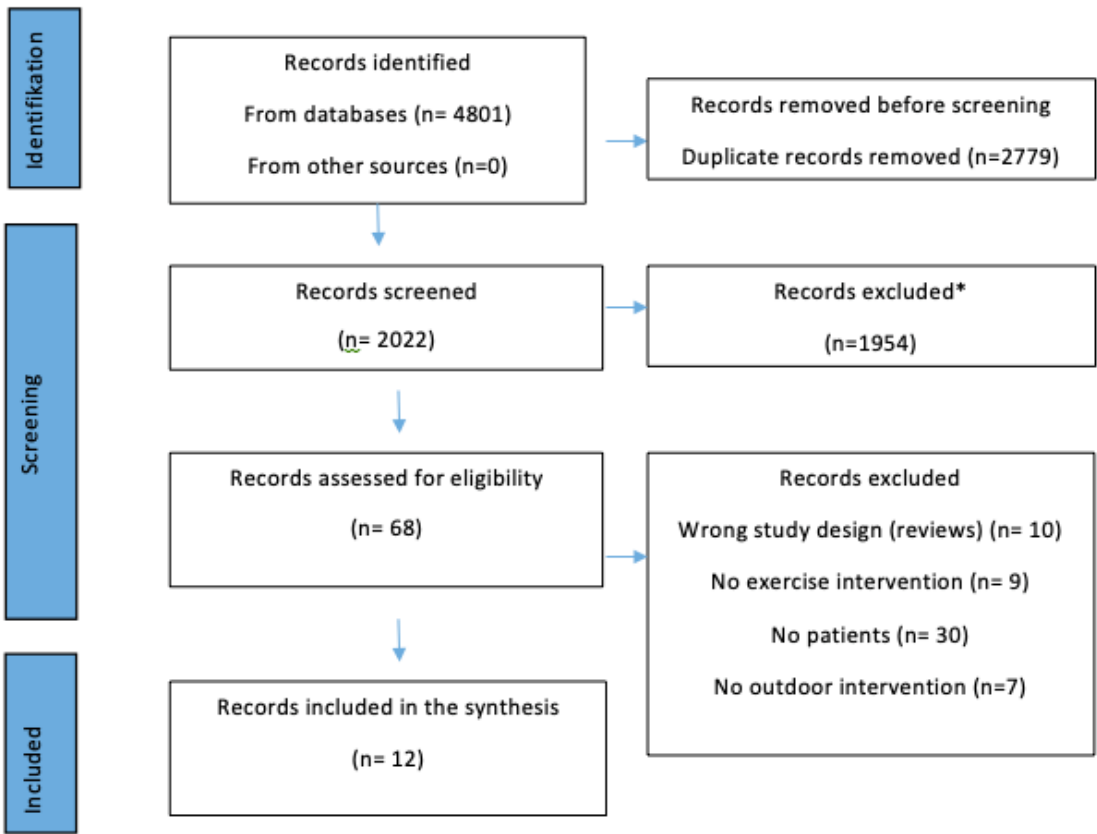 Identifikation
Records identified
From databases (n= 4801)
From other sources (n=0)
Records removed before screening
Duplicate records removed (n=2779)
Screening
Records screened
(n= 2022)
Records excluded*
(n=1954)
Records assessed for eligibility
(n= 68)
Records excluded
Wrong study design (reviews) (n= 10)
No exercise intervention (n= 9)
No patients (n= 30)
No outdoor intervention (n=7)
Included
Records included in the synthesis
(n= 12)